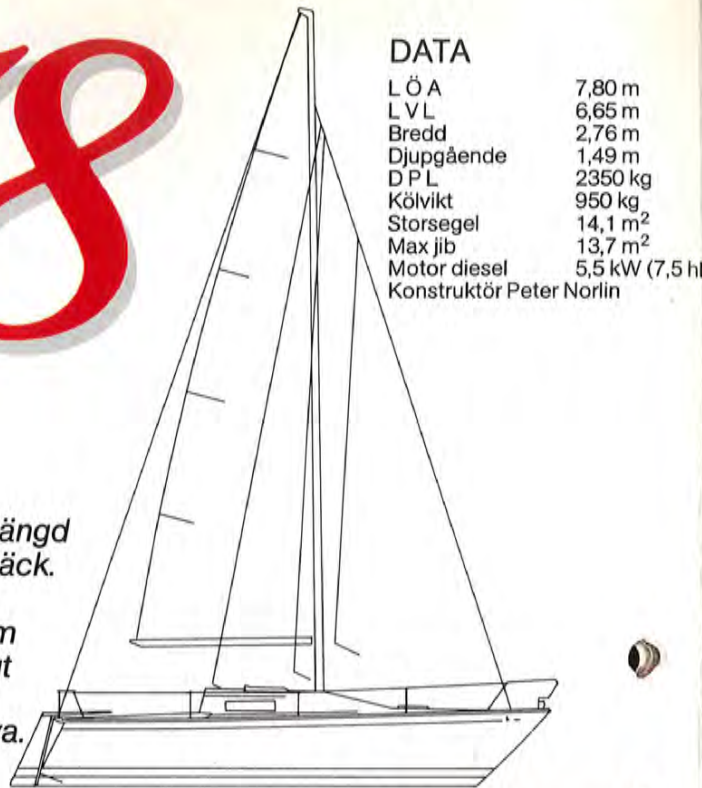 8
DATA
L Ö A 7,80 m
L V L 6,65 m
Bredd 2,76 m
Djupgående 1,49 m
D P L 2350 kg
Kölvikt 950 kg
Storsegel 14,1 m²
Max jib 13,7 m²
Motor diesel 5,5 kW (7,5 h
Konstruktör Peter Norlin
ängd
äck.